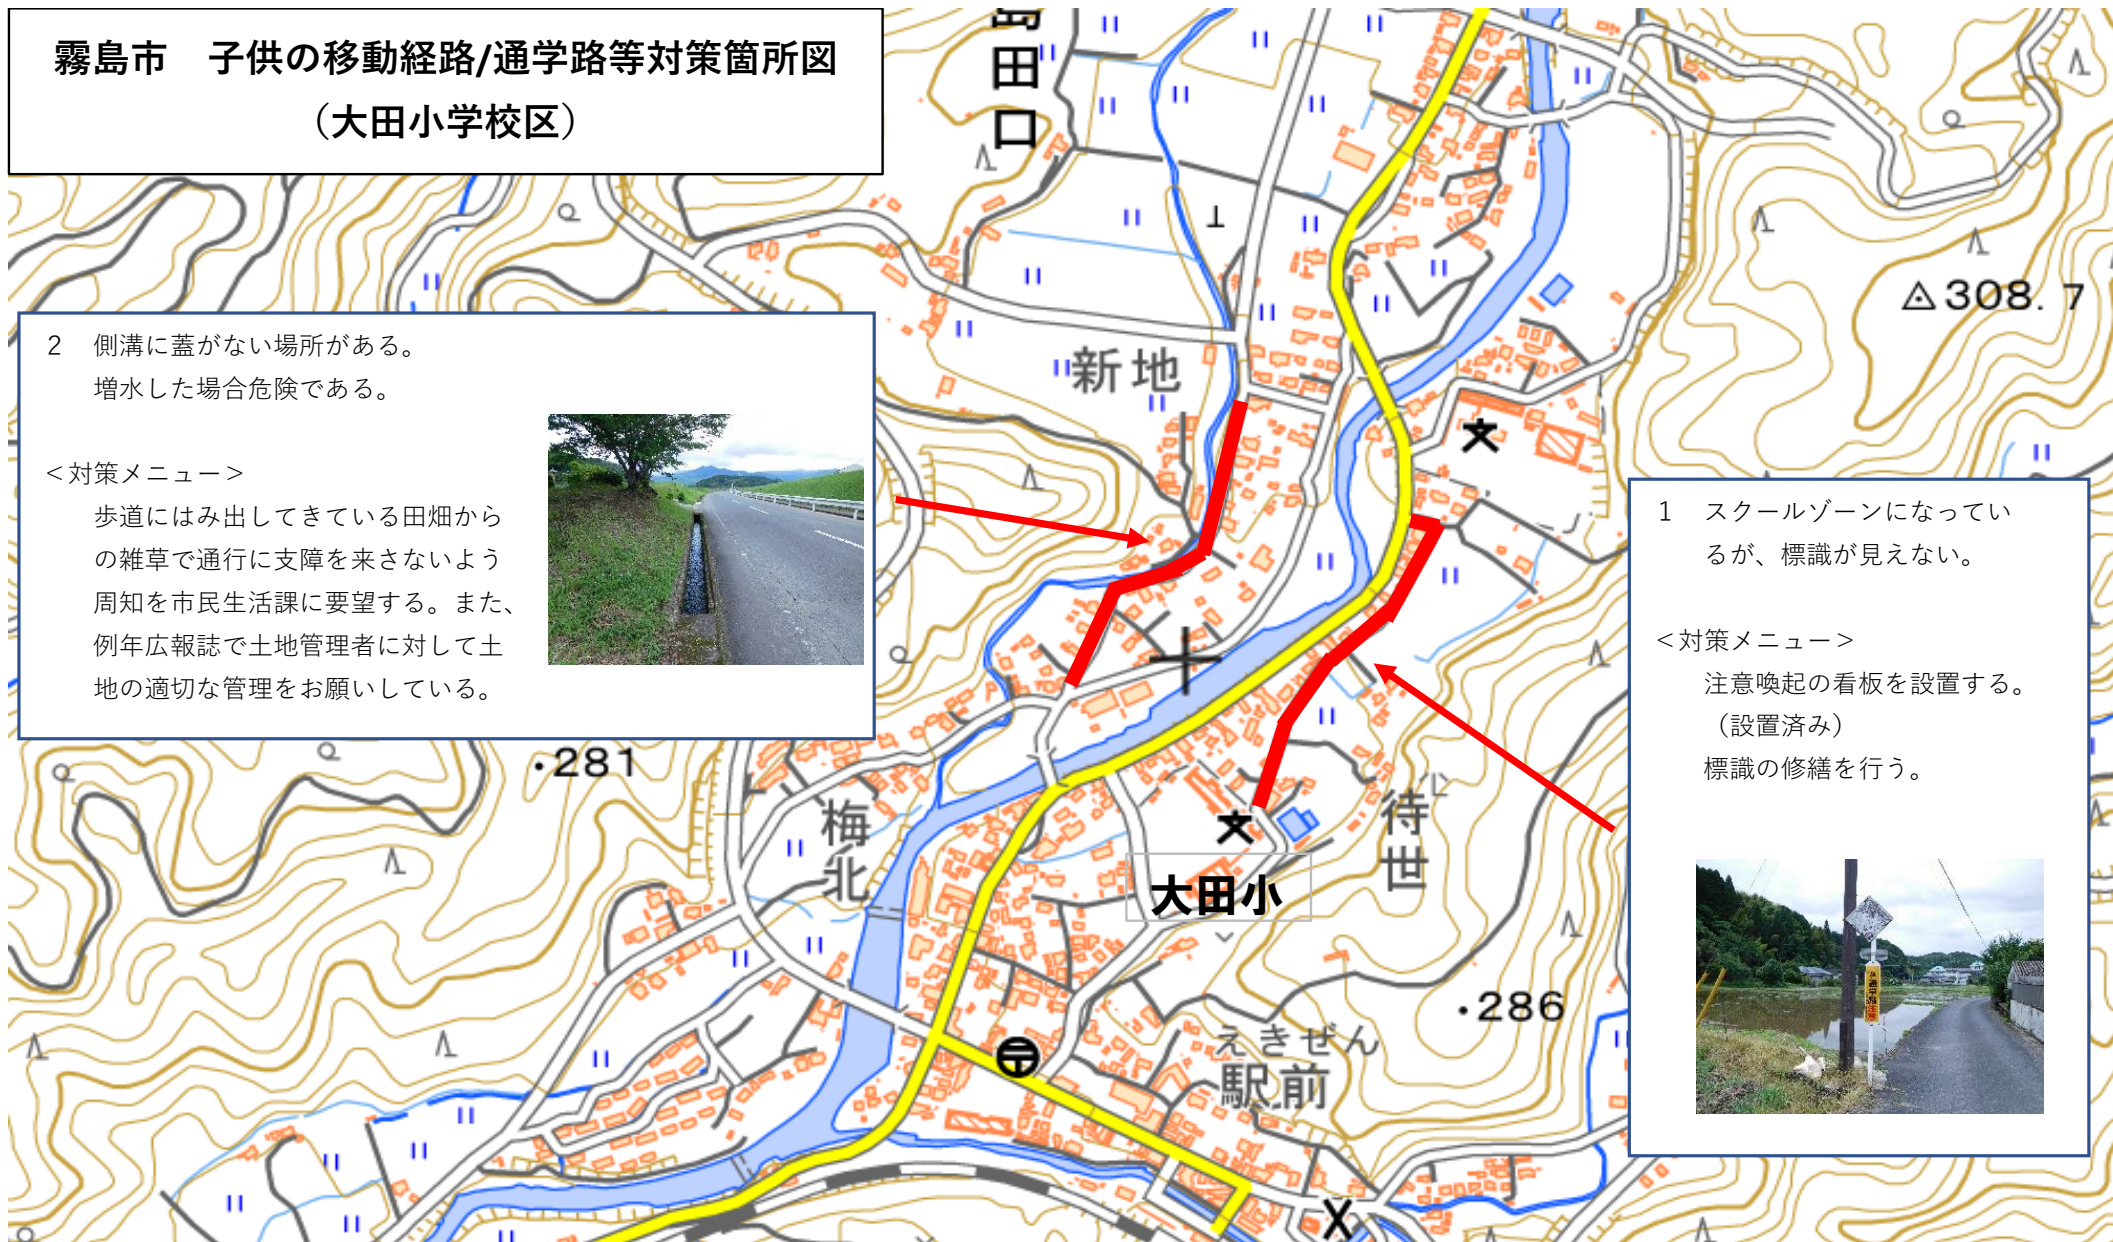 霧島市　子供の移動経路/通学路等対策箇所図
（大田小学校区）
島田口
308.7
2　側溝に蓋がない場所がある。
増水した場合危険である。
＜対策メニュー＞
歩道にはみ出してきている田畑から
の雑草で通行に支障を来さないよう
周知を市民生活課に要望する。また、
例年広報誌で土地管理者に対して土
地の適切な管理をお願いしている。
新地
1　スクールゾーンになってい
るが、標識が見えない。
＜対策メニュー＞
注意喚起の看板を設置する。
（設置済み）
標識の修繕を行う。
281
梅北
待世
大田小
286
えきぜん
駅前
通学路注意